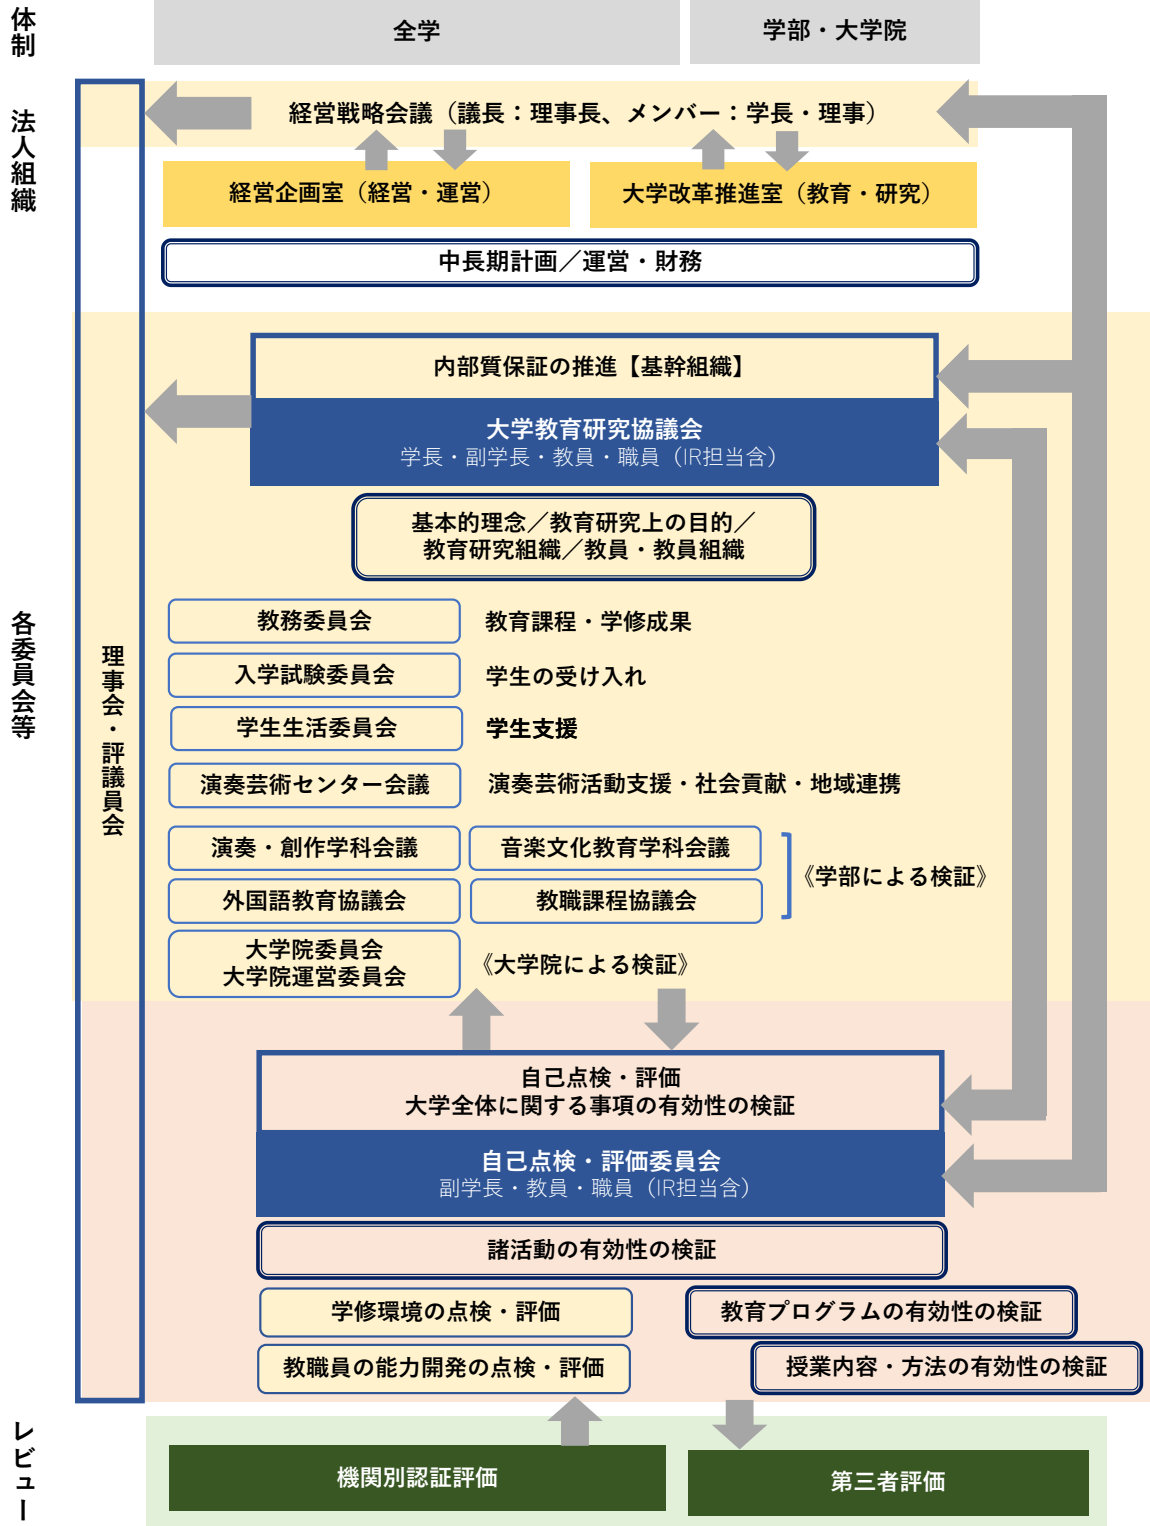 体制
全学
学部・大学院
法人組織
経営戦略会議（議長：理事長、メンバー：学長・理事）
経営企画室（経営・運営）
大学改革推進室（教育・研究）
中長期計画／運営・財務
各委員会等
理事会・評議員会
内部質保証の推進【基幹組織】
大学教育研究協議会
学長・副学長・教員・職員（IR担当含）
基本的理念／教育研究上の目的／
教育研究組織／教員・教員組織
教務委員会
教育課程・学修成果
入学試験委員会
学生の受け入れ
学生生活委員会
学生支援
演奏芸術センター会議
演奏芸術活動支援・社会貢献・地域連携
演奏・創作学科会議
音楽文化教育学科会議
《学部による検証》
外国語教育協議会
教職課程協議会
大学院委員会
大学院運営委員会
《大学院による検証》
自己点検・評価
大学全体に関する事項の有効性の検証
自己点検・評価委員会
副学長・教員・職員（IR担当含）
諸活動の有効性の検証
学修環境の点検・評価
教育プログラムの有効性の検証
教職員の能力開発の点検・評価
授業内容・方法の有効性の検証
レビュー
機関別認証評価
第三者評価